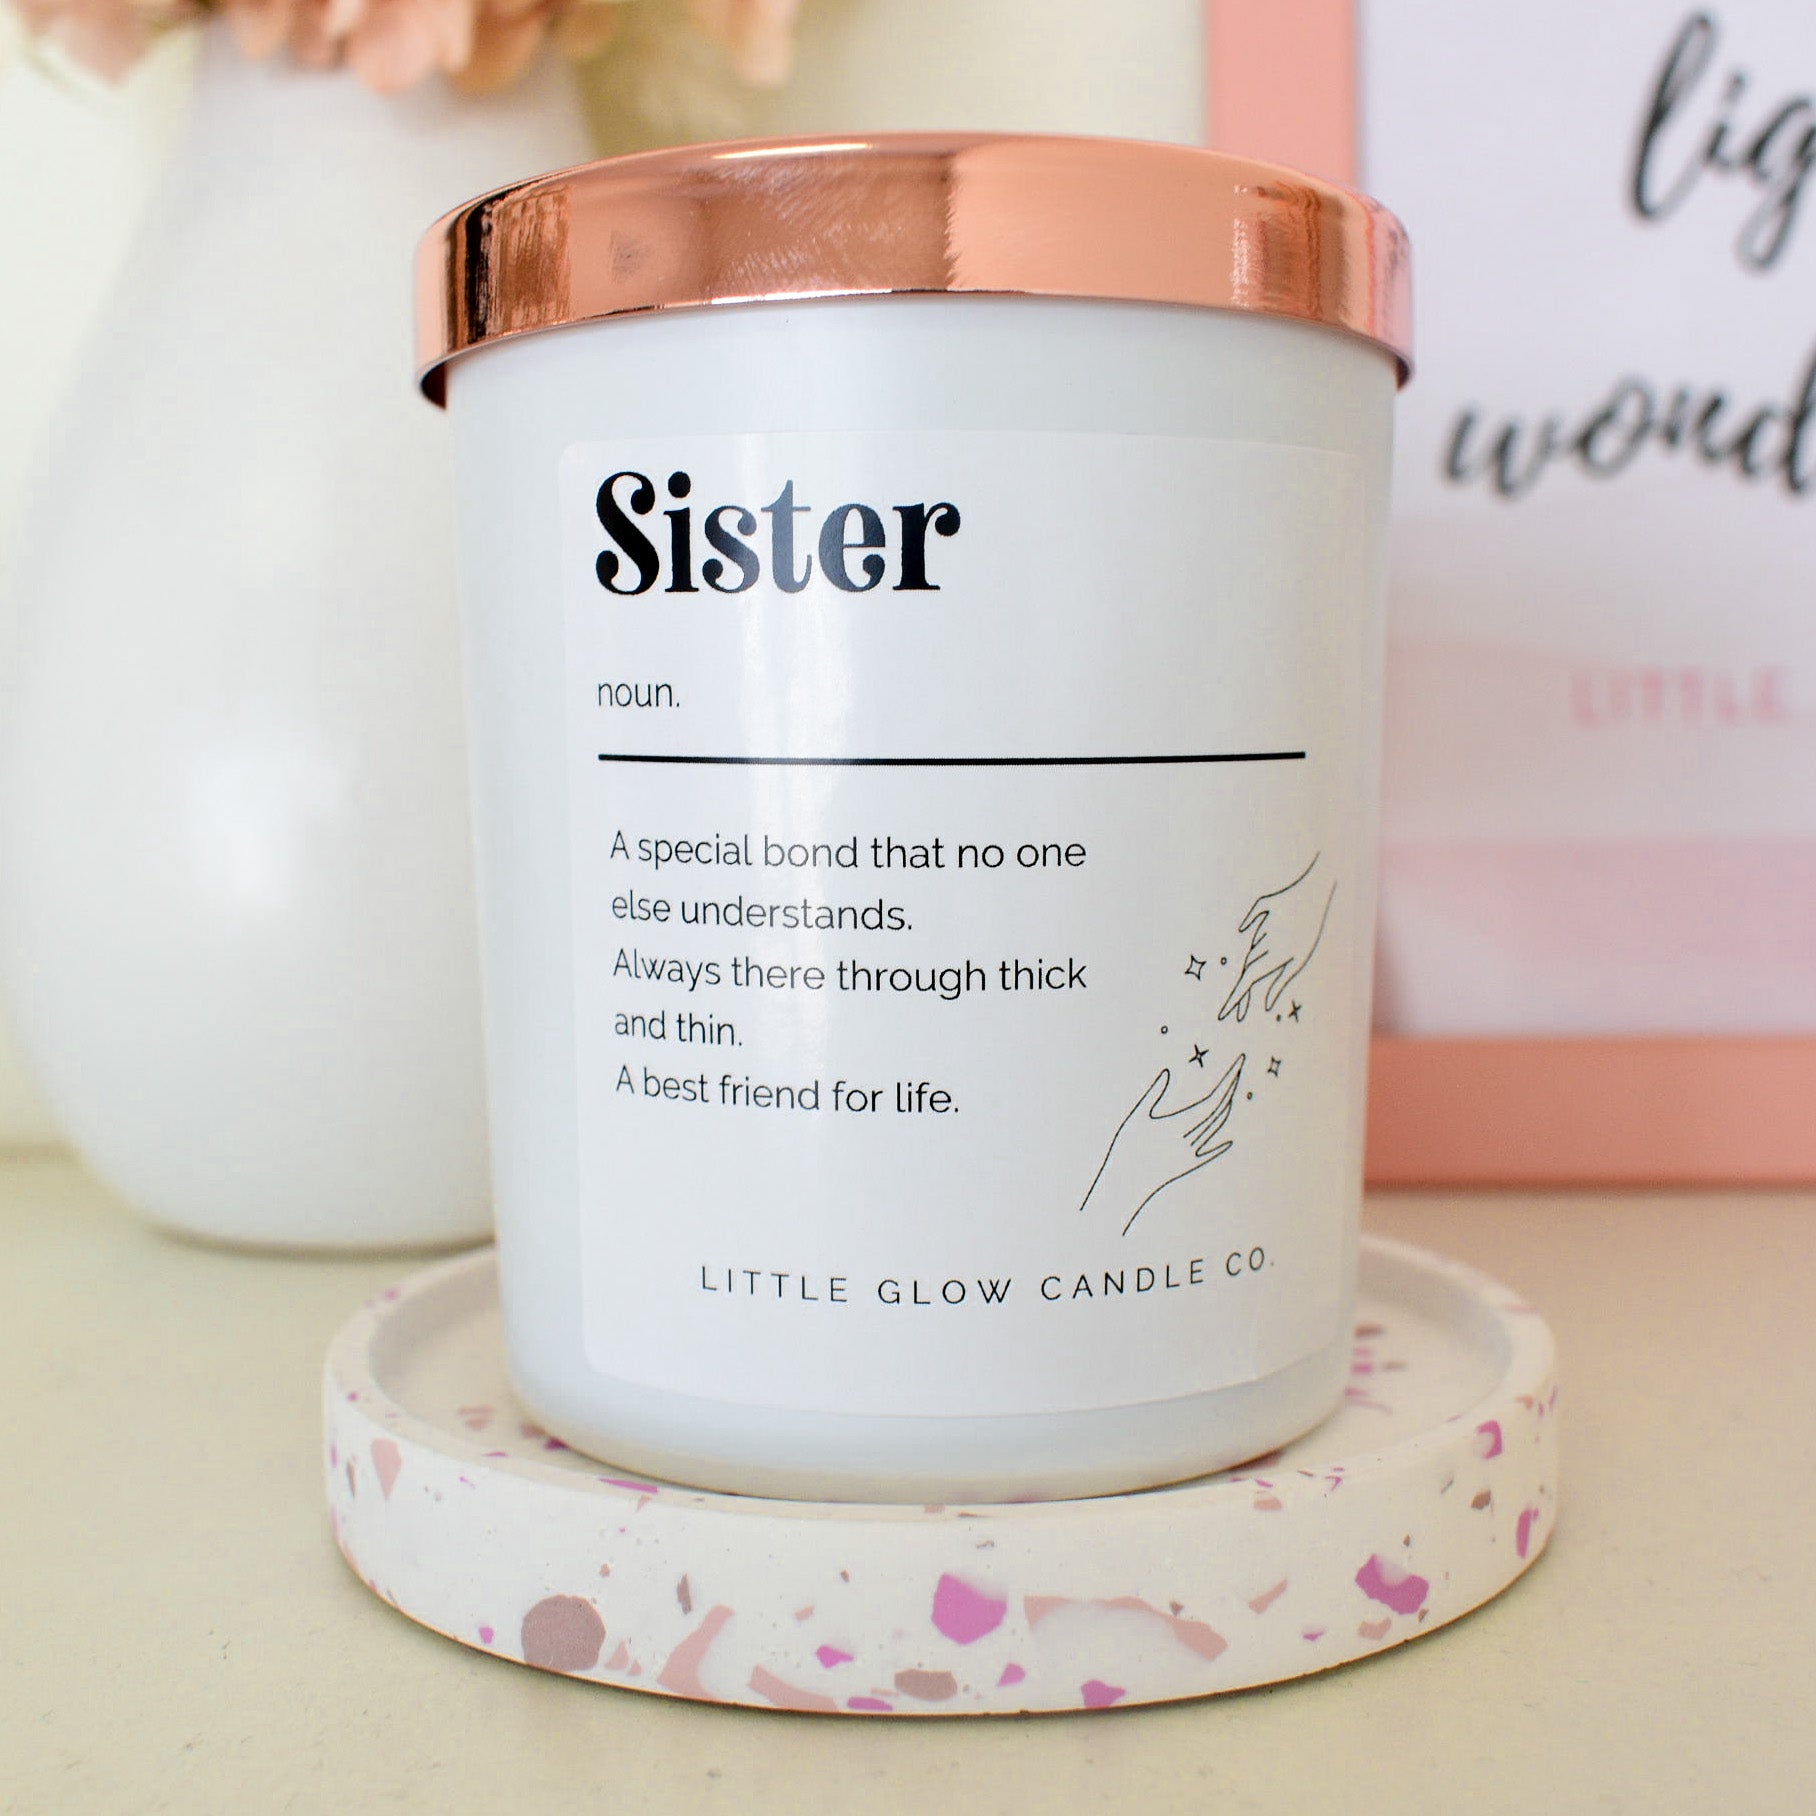 Sister
noun.
A special bond that no one
else understands.
Always there through thick
and thin.
A best friend for life.
LITTLE GLOW CANDLE CO.
LITTLE